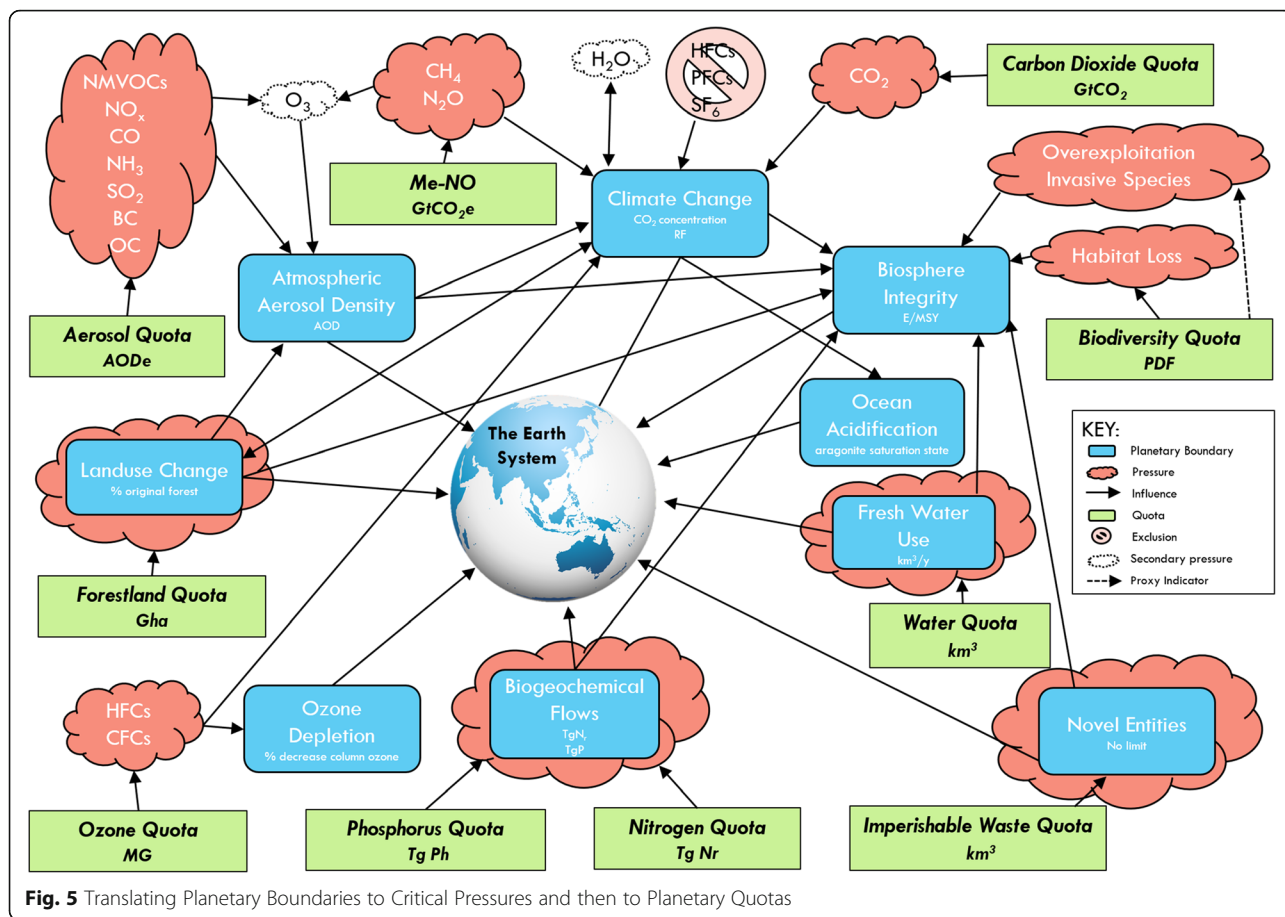 NMVOCs
NOₓ
CO
NH₃
SO₂
BC
OC
O₃
CH₄
N₂O
H₂O
HFCs
PFCs
SF₆
CO₂
Carbon Dioxide Quota
GtCO₂
Overexploitation
Invasive Species
Me-NO
GtCO₂e
Climate Change
CO₂ concentration
RF
Habitat Loss
Atmospheric
Aerosol Density
AOD
Biosphere
Integrity
E/MSY
Aerosol Quota
AODe
Biodiversity Quota
PDF
Ocean
Acidification
aragonite saturation state
The Earth
System
Landuse Change
% original forest
KEY:
Planetary Boundary
Pressure
Influence
Quota
Exclusion
Secondary pressure
Proxy Indicator
Fresh Water
Use
km³/y
Forestland Quota
Gha
Water Quota
km³
HFCs
CFCs
Ozone
Depletion
% decrease column ozone
Biogeochemical
Flows
TgNᵣ
TgP
Novel Entities
No limit
Ozone Quota
MG
Phosphorus Quota
Tg Ph
Nitrogen Quota
Tg Nr
Imperishable Waste Quota
km³
Fig. 5 Translating Planetary Boundaries to Critical Pressures and then to Planetary Quotas